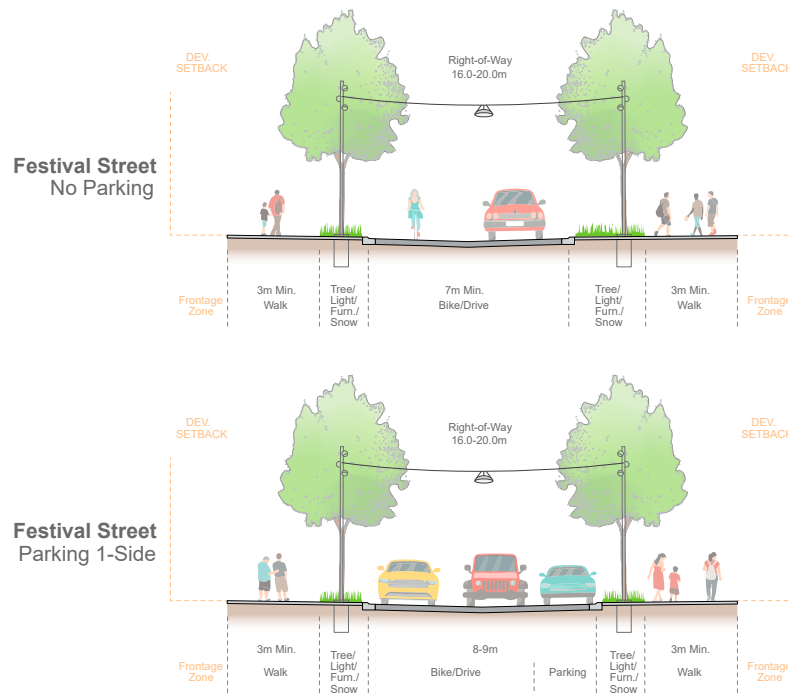 DEV.
SETBACK
Right-of-Way
16.0-20.0m
DEV.
SETBACK
Festival Street
No Parking
Frontage
Zone
3m Min.
Walk
Tree/
Light/
Furn./
Snow
7m Min.
Bike/Drive
Tree/
Light/
Furn./
Snow
3m Min.
Walk
Frontage
Zone
DEV.
SETBACK
Right-of-Way
16.0-20.0m
DEV.
SETBACK
Festival Street
Parking 1-Side
Frontage
Zone
3m Min.
Walk
Tree/
Light/
Furn./
Snow
8-9m
Bike/Drive
Parking
Tree/
Light/
Furn./
Snow
3m Min.
Walk
Frontage
Zone